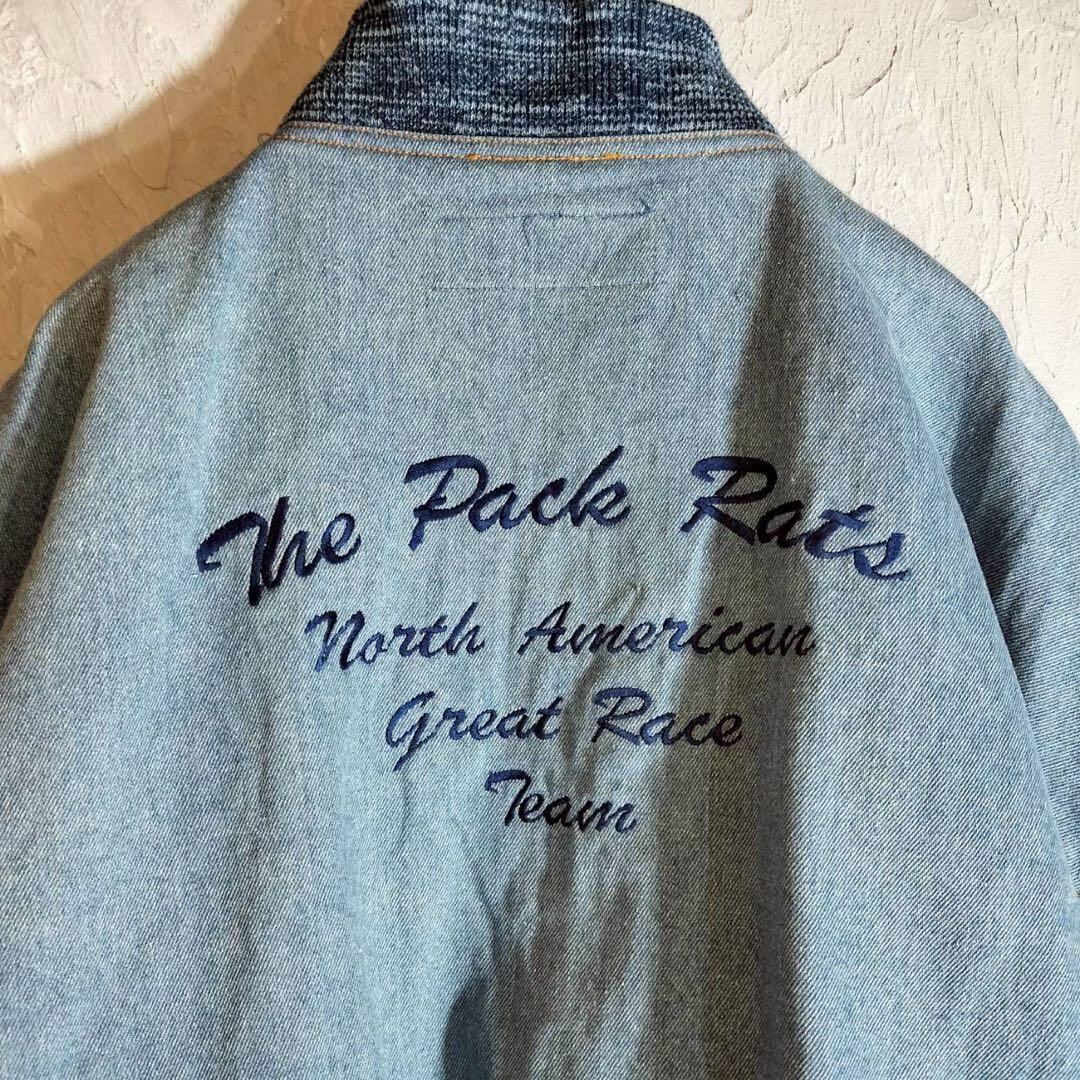 The Pack Rats
North American
Great Race
Team